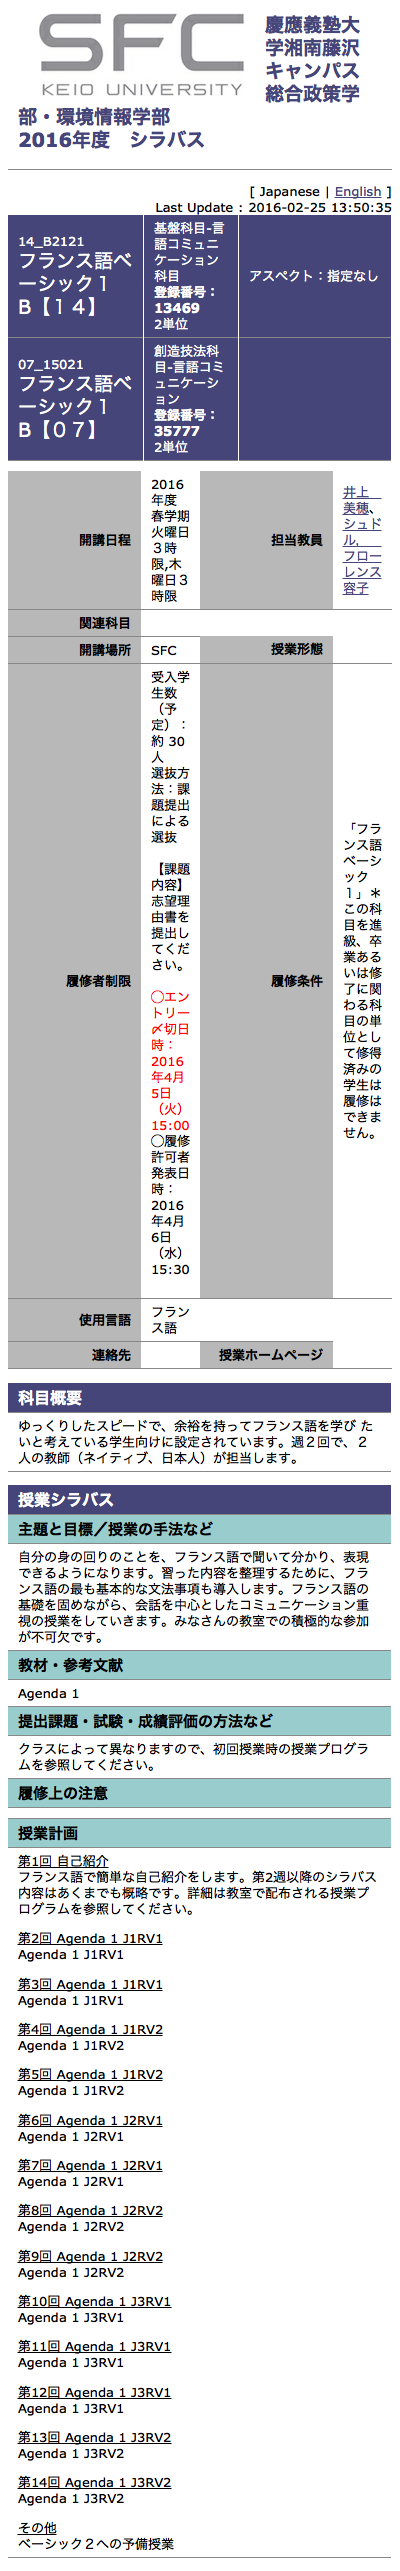 SFC
KEIO UNIVERSITY
慶應義塾大
学湘南藤沢
キャンパス
総合政策学
部・環境情報学部
2016年度　シラバス
[ Japanese | English ]
Last Update : 2016-02-25 13:50:35
14_B2121
フランス語ベ
ーシック１
Ｂ【１４】
基盤科目-言
語コミュニ
ケーション
科目
登録番号：
13469
2単位
アスペクト：指定なし
07_15021
フランス語ベ
ーシック１
Ｂ【０７】
創造技法科
目-言語コミ
ュニケーシ
ョン
登録番号：
35777
2単位
開講日程
2016
年度
春学期
火曜日
３時
限,木
曜日３
時限
担当教員
井上
美穂、
シュド
ル,
フロー
レンス
容子
関連科目
開講場所
SFC
授業形態
履修者制限
受入学
生数
（予
定）：
約 30
人
選抜方
法：課
題提出
による
選抜
【課題
内容】
志望理
由書を
提出し
てくだ
さい。
◯エン
トリー
〆切日
時：
2016
年4月
5日
（火）
15:00
◯履修
許可者
発表日
時：
2016
年4月
6日
（水）
15:30
履修条件
「フラ
ンス語
ベーシ
ック
１」＊
この科
目を進
級、卒
業ある
いは修
了に関
わる科
目の単
位とし
て修得
済みの
学生は
履修は
できま
せん。
使用言語
フラン
ス語
連絡先
授業ホームページ
科目概要
ゆっくりしたスピードで、余裕を持ってフランス語を学び た
いと考えている学生向けに設定されています。週２回で、２
人の教師（ネイティブ、日本人）が担当します。
授業シラバス
主題と目標／授業の手法など
自分の身の回りのことを、フランス語で聞いて分かり、表現
できるようになります。習った内容を整理するために、フラ
ンス語の最も基本的な文法事項も導入します。フランス語の
基礎を固めながら、会話を中心としたコミュニケーション重
視の授業をしていきます。みなさんの教室での積極的な参加
が不可欠です。
教材・参考文献
Agenda 1
提出課題・試験・成績評価の方法など
クラスによって異なりますので、初回授業時の授業プログラ
ムを参照してください。
履修上の注意
授業計画
第1回 自己紹介
フランス語で簡単な自己紹介をします。第2週以降のシラバス
内容はあくまでも概略です。詳細は教室で配布される授業プ
ログラムを参照してください。
第2回 Agenda 1 J1RV1
Agenda 1 J1RV1
第3回 Agenda 1 J1RV1
Agenda 1 J1RV1
第4回 Agenda 1 J1RV2
Agenda 1 J1RV2
第5回 Agenda 1 J1RV2
Agenda 1 J1RV2
第6回 Agenda 1 J2RV1
Agenda 1 J2RV1
第7回 Agenda 1 J2RV1
Agenda 1 J2RV1
第8回 Agenda 1 J2RV2
Agenda 1 J2RV2
第9回 Agenda 1 J2RV2
Agenda 1 J2RV2
第10回 Agenda 1 J3RV1
Agenda 1 J3RV1
第11回 Agenda 1 J3RV1
Agenda 1 J3RV1
第12回 Agenda 1 J3RV1
Agenda 1 J3RV1
第13回 Agenda 1 J3RV2
Agenda 1 J3RV2
第14回 Agenda 1 J3RV2
Agenda 1 J3RV2
その他
ベーシック２への予備授業